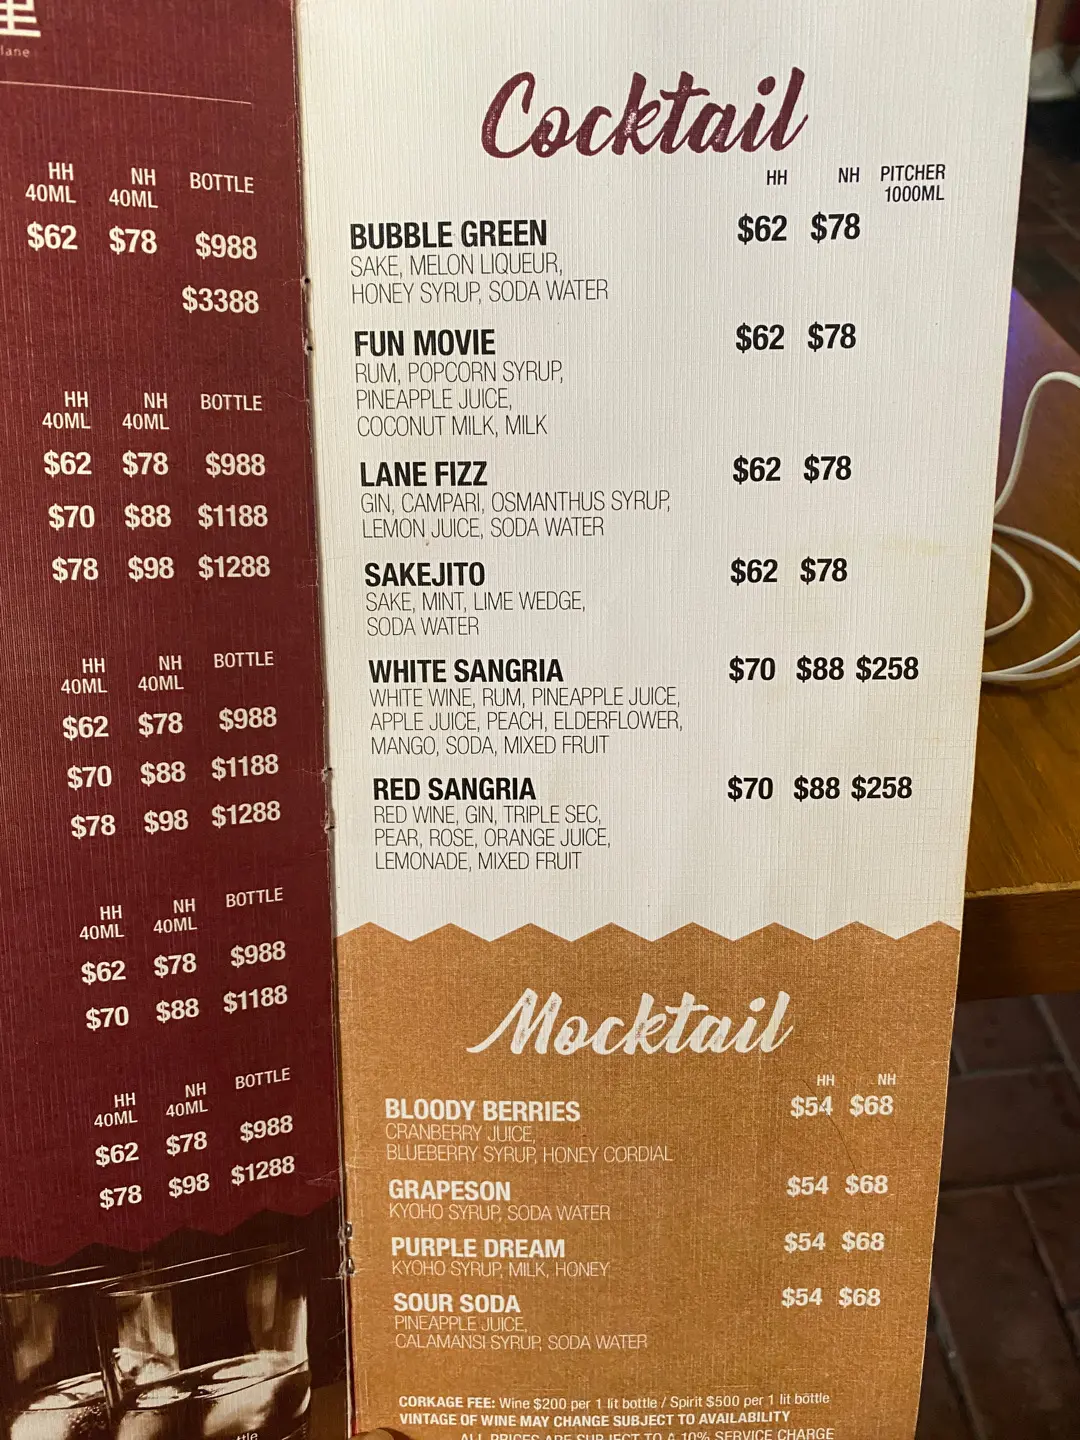 里
lane
HH NH BOTTLE
40ML 40ML
$62 $78 $988
$3388
HH NH BOTTLE
40ML 40ML
$62 $78 $988
$70 $88 $1188
$78 $98 $1288
HH NH BOTTLE
40ML 40ML
$62 $78 $988
$70 $88 $1188
$78 $98 $1288
HH NH BOTTLE
40ML 40ML
$62 $78 $988
$70 $88 $1188
HH NH BOTTLE
40ML 40ML
$62 $78 $988
$78 $98 $1288
Cocktail
HH NH PITCHER
1000ML
BUBBLE GREEN $62 $78
SAKE, MELON LIQUEUR,
HONEY SYRUP, SODA WATER
FUN MOVIE $62 $78
RUM, POPCORN SYRUP,
PINEAPPLE JUICE,
COCONUT MILK, MILK
LANE FIZZ $62 $78
GIN, CAMPARI, OSMANTHUS SYRUP,
LEMON JUICE, SODA WATER
SAKEJITO $62 $78
SAKE, MINT, LIME WEDGE,
SODA WATER
WHITE SANGRIA $70 $88 $258
WHITE WINE, RUM, PINEAPPLE JUICE,
APPLE JUICE, PEACH, ELDERFLOWER,
MANGO, SODA, MIXED FRUIT
RED SANGRIA $70 $88 $258
RED WINE, GIN, TRIPLE SEC,
PEAR, ROSE, ORANGE JUICE,
LEMONADE, MIXED FRUIT
Mocktail
HH NH
BLOODY BERRIES $54 $68
CRANBERRY JUICE,
BLUEBERRY SYRUP, HONEY CORDIAL
GRAPESON $54 $68
KYOHO SYRUP, SODA WATER
PURPLE DREAM $54 $68
KYOHO SYRUP, MILK, HONEY
SOUR SODA $54 $68
PINEAPPLE JUICE,
CALAMANSI SYRUP, SODA WATER
CORKAGE FEE: Wine $200 per 1 lit bottle / Spirit $500 per 1 lit bottle
VINTAGE OF WINE MAY CHANGE SUBJECT TO AVAILABILITY
ALL PRICES ARE SUBJECT TO A 10% SERVICE CHARGE